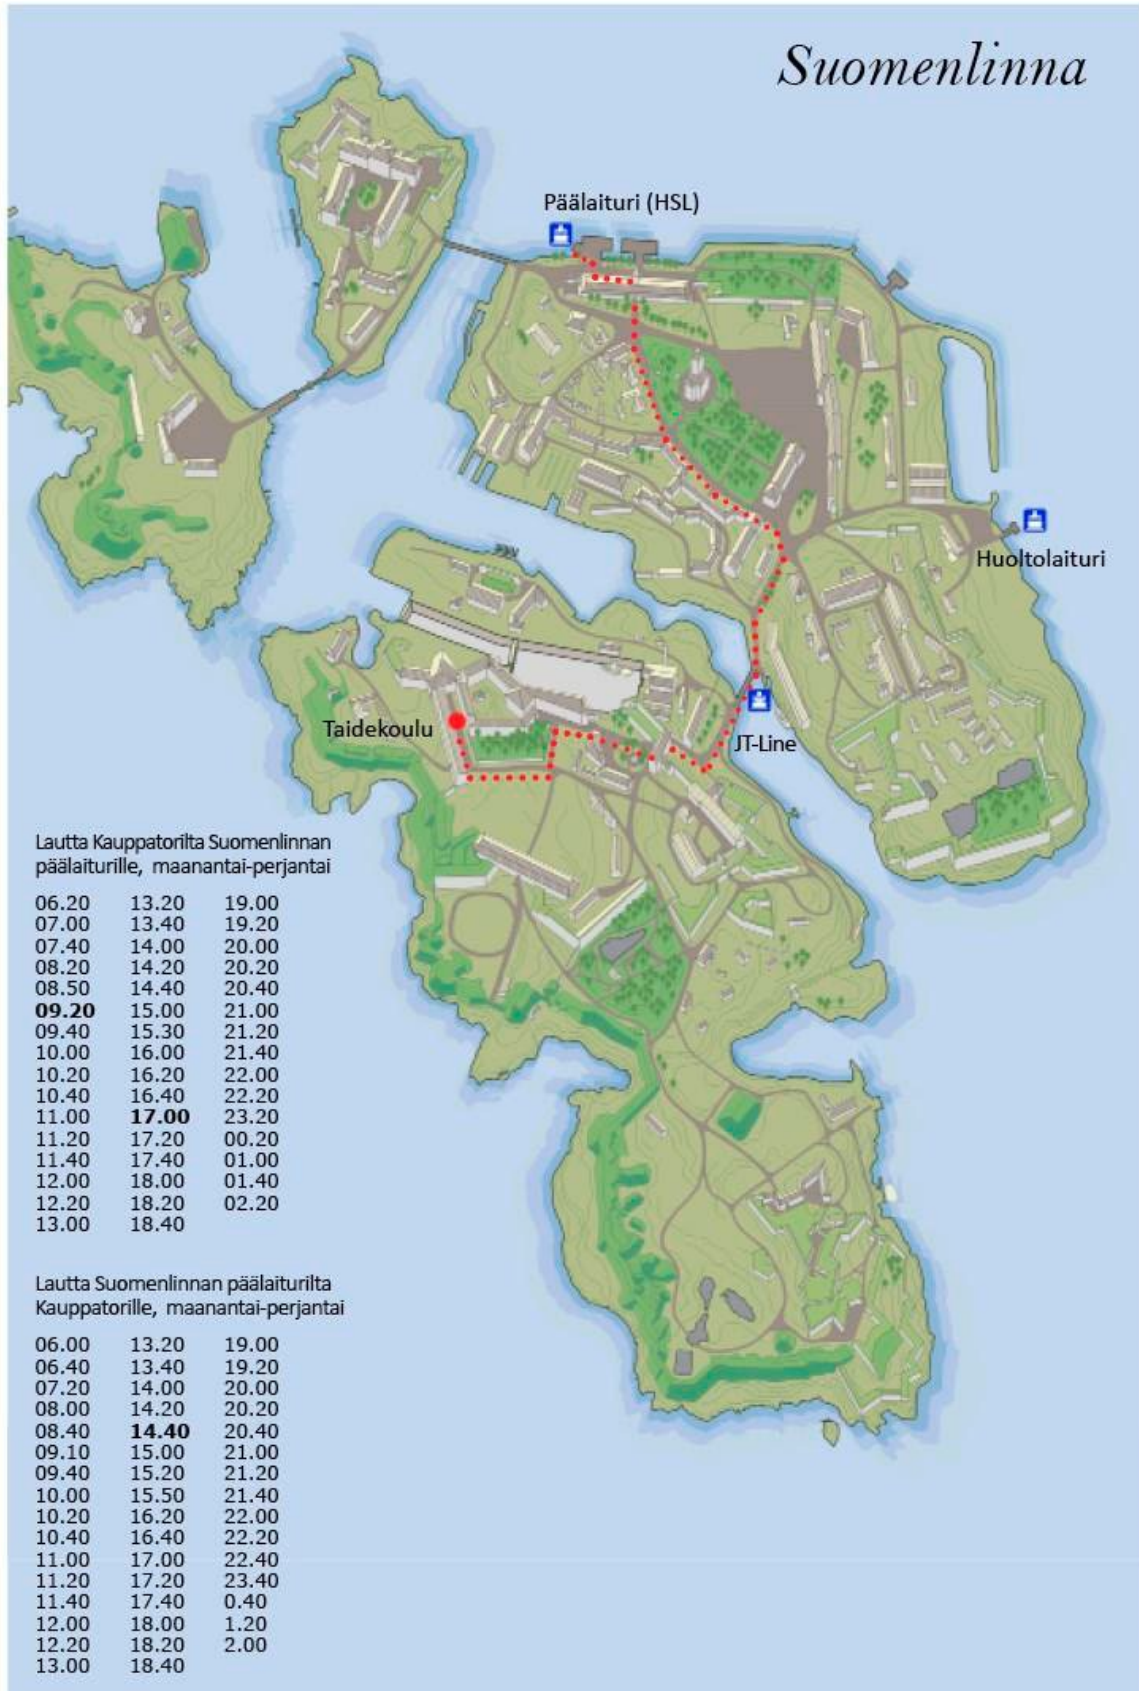 Suomenlinna
Päälaituri (HSL)
Huoltolaituri
Taidekoulu
JT-Line
Lautta Kauppatorilta Suomenlinnan
päälaiturille, maanantai-perjantai
06.20 13.20 19.00
07.00 13.40 19.20
07.40 14.00 20.00
08.20 14.20 20.20
08.50 14.40 20.40
09.20 15.00 21.00
09.40 15.30 21.20
10.00 16.00 21.40
10.20 16.20 22.00
10.40 16.40 22.20
11.00 17.00 23.20
11.20 17.20 00.20
11.40 17.40 01.00
12.00 18.00 01.40
12.20 18.20 02.20
13.00 18.40
Lautta Suomenlinnan päälaiturilta
Kauppatorille, maanantai-perjantai
06.00 13.20 19.00
06.40 13.40 19.20
07.20 14.00 20.00
08.00 14.20 20.20
08.40 14.40 20.40
09.10 15.00 21.00
09.40 15.20 21.20
10.00 15.50 21.40
10.20 16.20 22.00
10.40 16.40 22.20
11.00 17.00 22.40
11.20 17.20 23.40
11.40 17.40 0.40
12.00 18.00 1.20
12.20 18.20 2.00
13.00 18.40